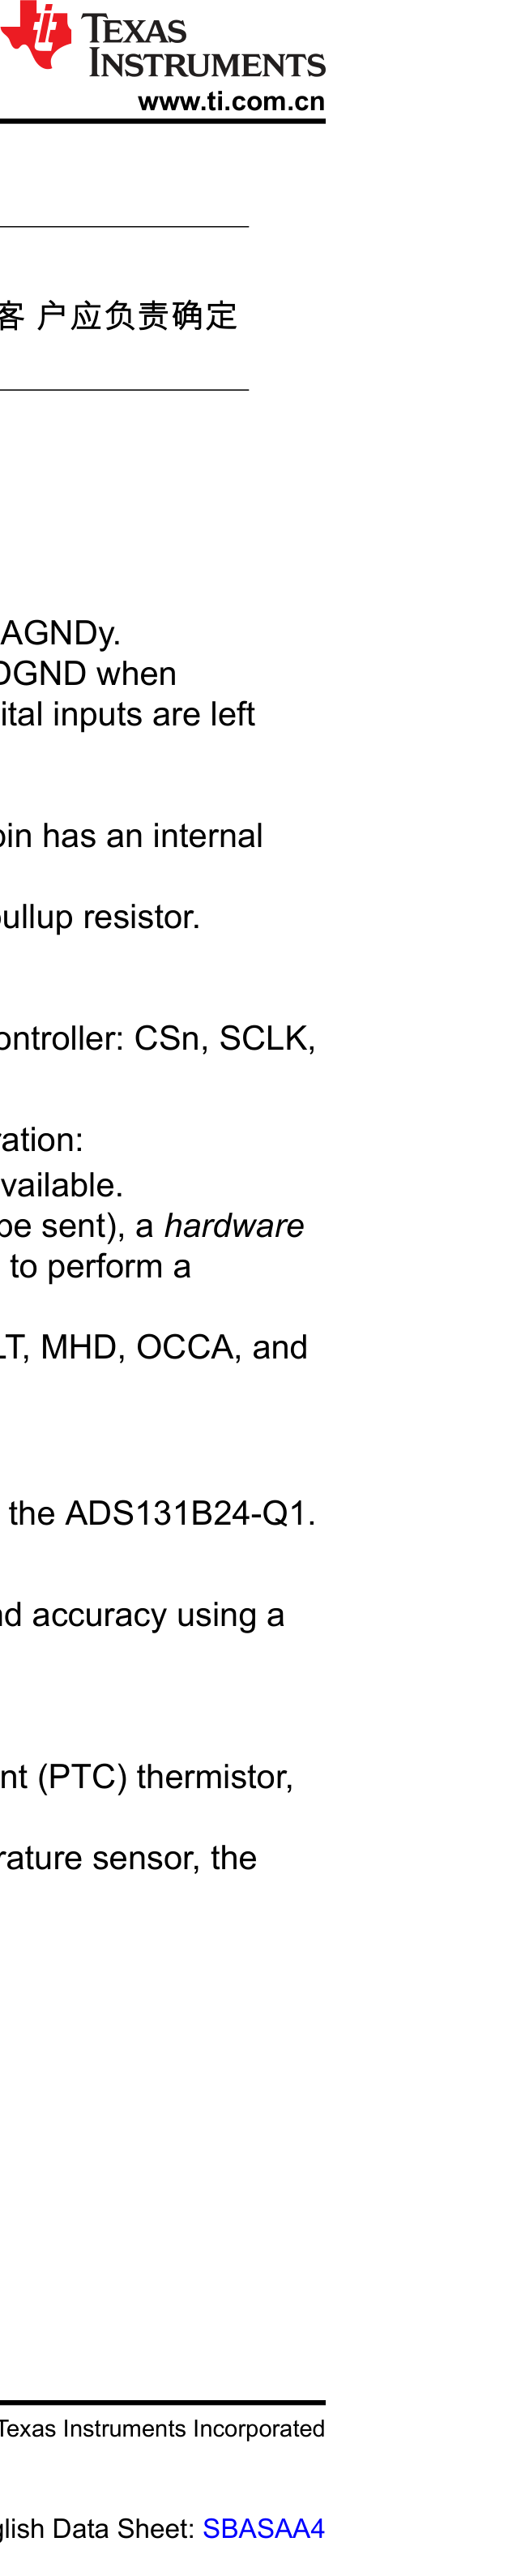 TEXAS
INSTRUMENTS
www.ti.com.cn
客 户应负责确定
AGNDy.
DGND when
ital inputs are left
pin has an internal
pullup resistor.
ontroller: CSn, SCLK,
ration:
vailable.
be sent), a hardware
to perform a
LT, MHD, OCCA, and
the ADS131B24-Q1.
nd accuracy using a
nt (PTC) thermistor,
rature sensor, the
Texas Instruments Incorporated
glish Data Sheet: SBASAA4